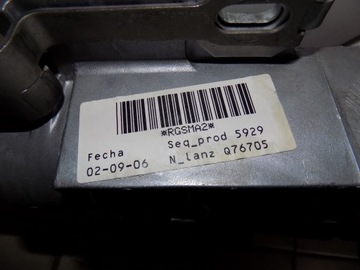 *RGSMA2*
Fecha Seq_prod 5929
02-09-06 N_lanz Q76705